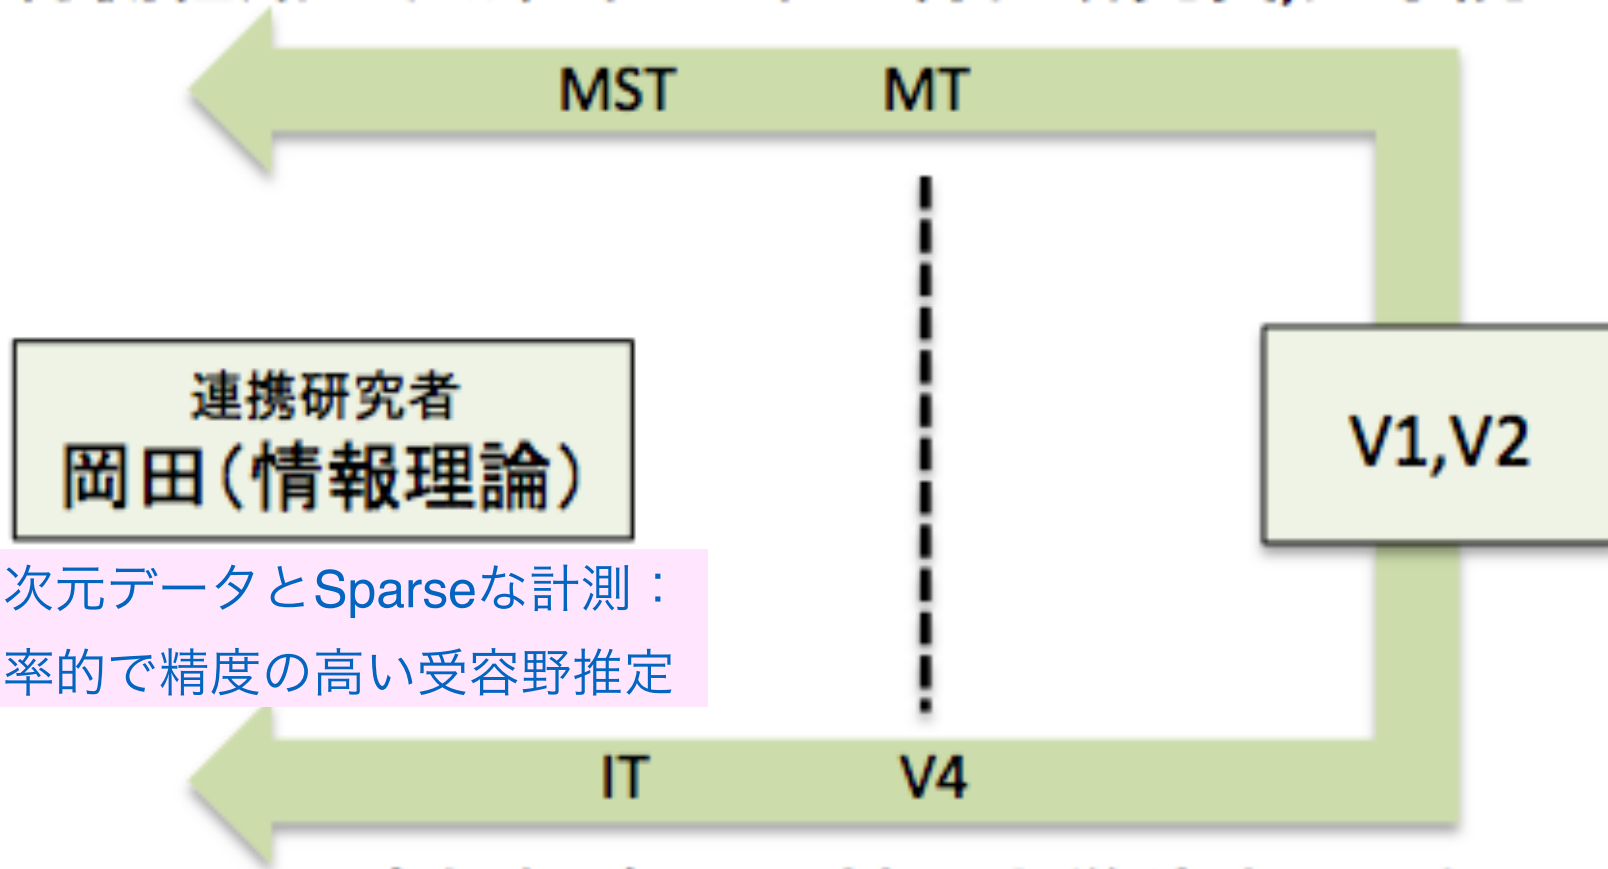 MST MT
連携研究者
岡田(情報理論)
V1,V2
次元データとSparseな計測：
率的で精度の高い受容野推定
IT V4